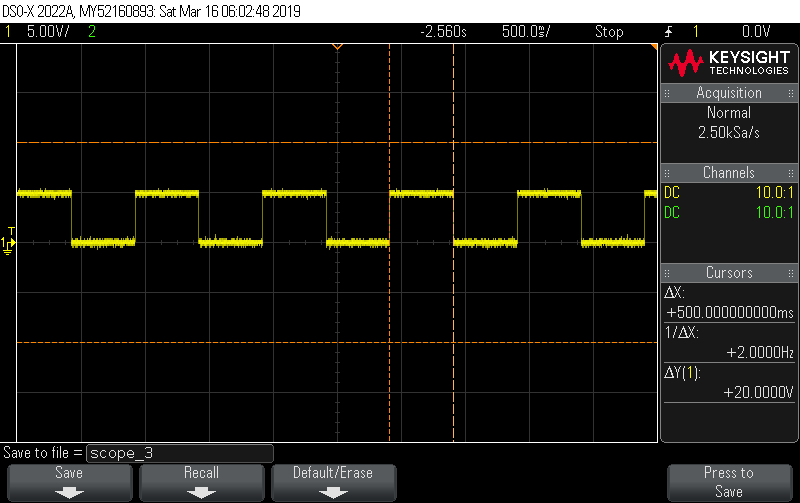 DSO-X 2022A, MY52160893: Sat Mar 16 06:02:48 2019
1 5.00V/ 2 -2.560s 500.0ms/ Stop 1 0.0V
KEYSIGHT
TECHNOLOGIES
Acquisition
Normal
2.50kSa/s
Channels
DC 10.0:1
DC 10.0:1
Cursors
ΔX:
+500.000000000ms
1/ΔX:
+2.0000Hz
ΔY(1):
+20.0000V
T
1
Save to file = scope_3
Save Recall Default/Erase Press to
Save